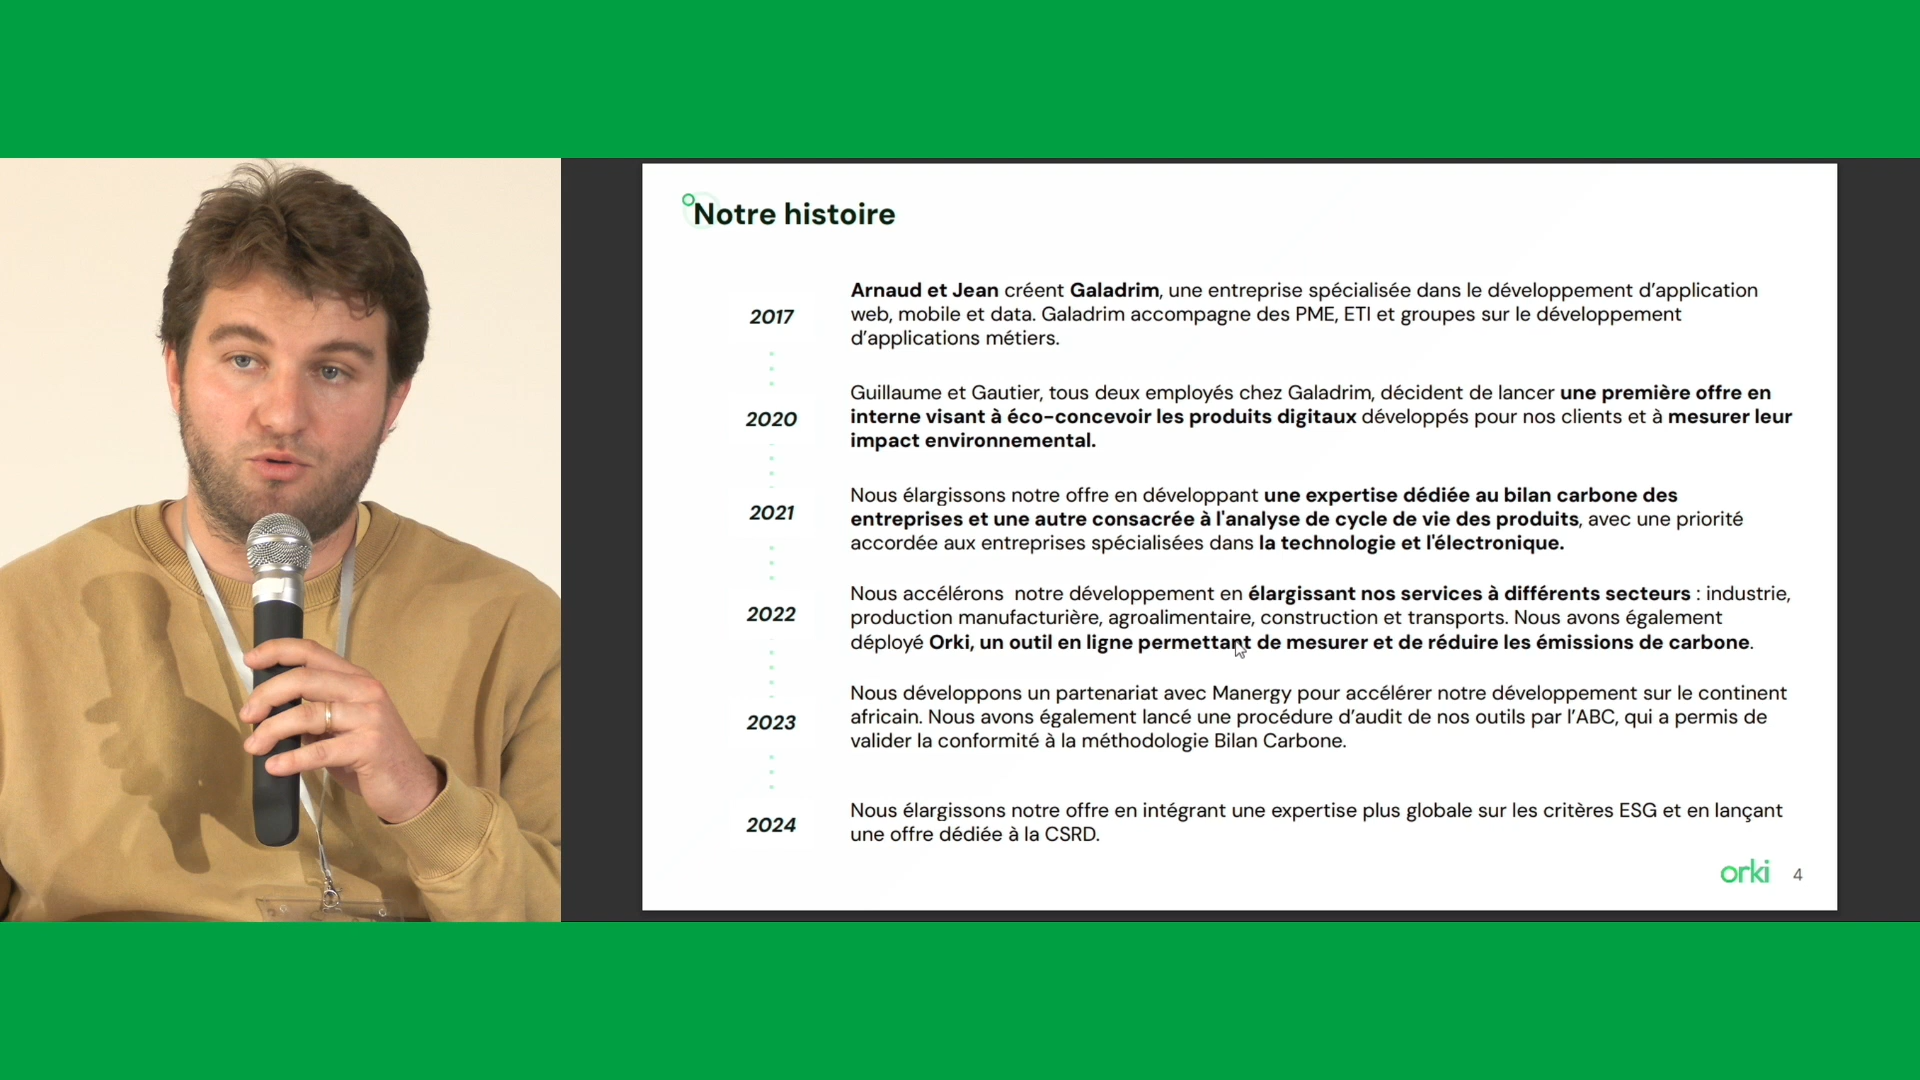 Notre histoire
2017
Arnaud et Jean créent Galadrim, une entreprise spécialisée dans le développement d’application
web, mobile et data. Galadrim accompagne des PME, ETI et groupes sur le développement
d’applications métiers.
2020
Guillaume et Gautier, tous deux employés chez Galadrim, décident de lancer une première offre en
interne visant à éco-concevoir les produits digitaux développés pour nos clients et à mesurer leur
impact environnemental.
2021
Nous élargissons notre offre en développant une expertise dédiée au bilan carbone des
entreprises et une autre consacrée à l'analyse de cycle de vie des produits, avec une priorité
accordée aux entreprises spécialisées dans la technologie et l'électronique.
2022
Nous accélérons  notre développement en élargissant nos services à différents secteurs : industrie,
production manufacturière, agroalimentaire, construction et transports. Nous avons également
déployé Orki, un outil en ligne permettant de mesurer et de réduire les émissions de carbone.
2023
Nous développons un partenariat avec Manergy pour accélérer notre développement sur le continent
africain. Nous avons également lancé une procédure d’audit de nos outils par l’ABC, qui a permis de
valider la conformité à la méthodologie Bilan Carbone.
2024
Nous élargissons notre offre en intégrant une expertise plus globale sur les critères ESG et en lançant
une offre dédiée à la CSRD.
orki 4